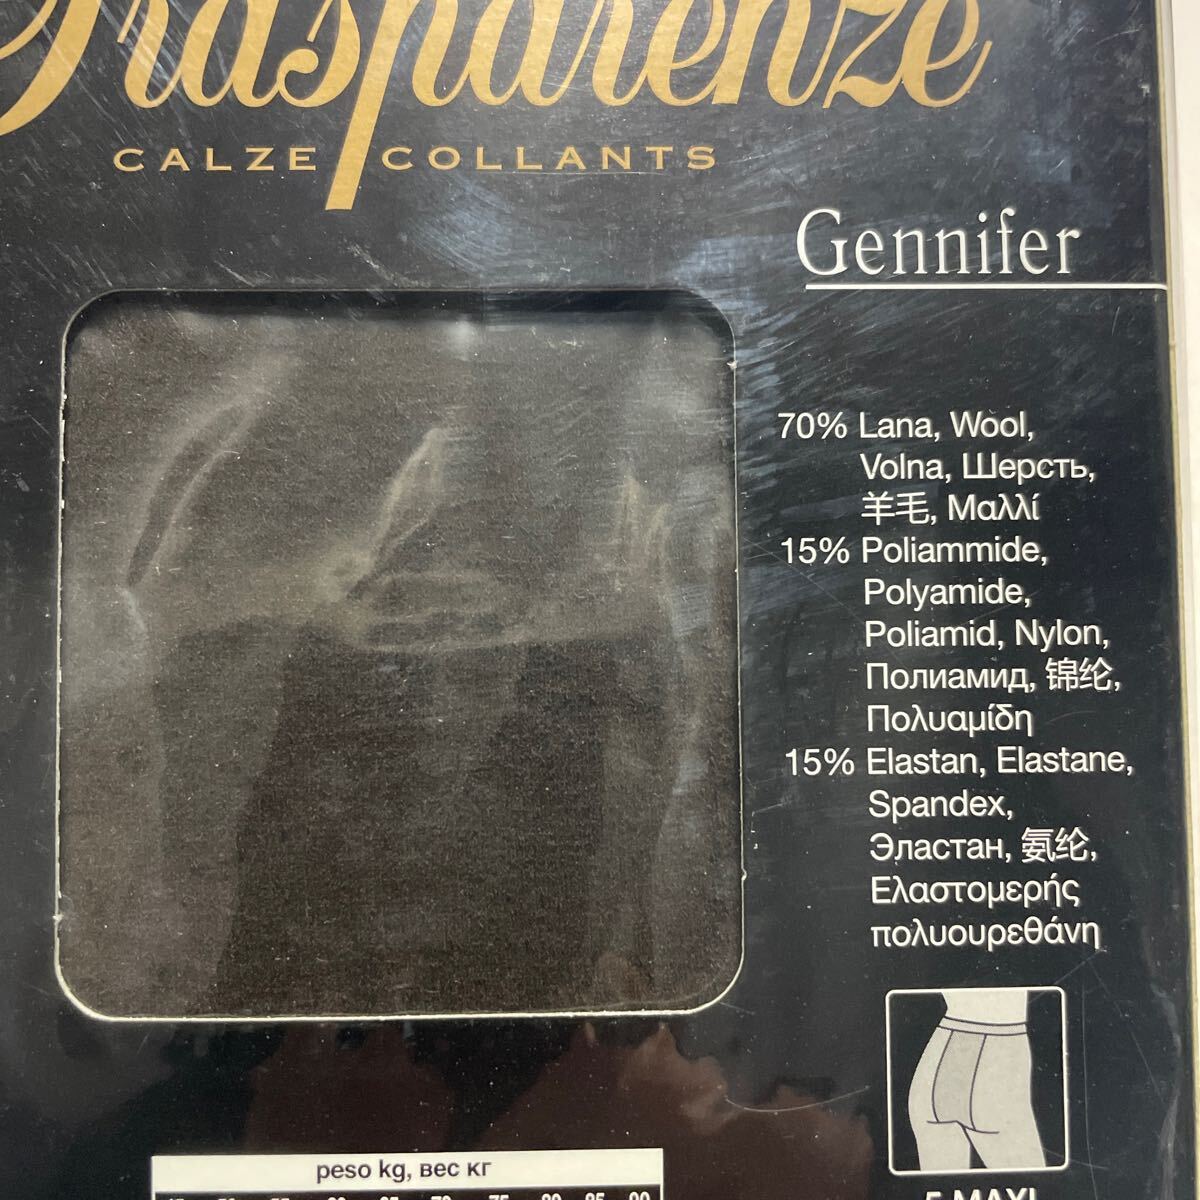 Trasparenze
CALZE COLLANTS
Gennifer
70% Lana, Wool,
Volna, Шерсть,
羊毛, Μαλλί
15% Poliammide,
Polyamide,
Poliamid, Nylon,
Полиамид, 锦纶,
Πολυαμίδη
15% Elastan, Elastane,
Spandex,
Эластан, 氨纶,
Ελαστομερής
πολυουρεθάνη
peso kg, вес кг
5 MAXI